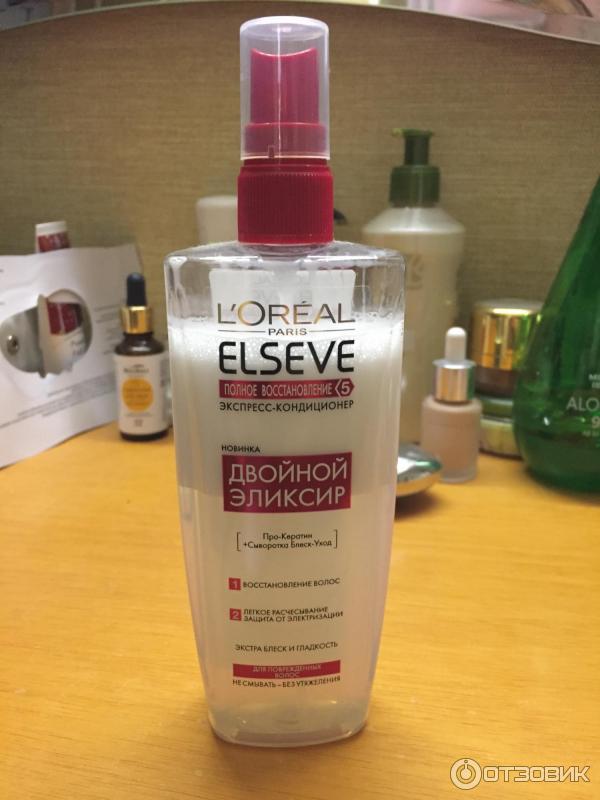 L'ORÉAL
PARIS
ELSEVE
ПОЛНОЕ ВОССТАНОВЛЕНИЕ 5
ЭКСПРЕСС-КОНДИЦИОНЕР
НОВИНКА
ДВОЙНОЙ
ЭЛИКСИР
Про-Кератин
+Сыворотка Блеск-Уход
1 ВОССТАНОВЛЕНИЕ ВОЛОС
2 ЛЕГКОЕ РАСЧЕСЫВАНИЕ
ЗАЩИТА ОТ ЭЛЕКТРИЗАЦИИ
ЭКСТРА БЛЕСК И ГЛАДКОСТЬ
ДЛЯ ПОВРЕЖДЕННЫХ
ВОЛОС
НЕ СМЫВАТЬ – БЕЗ УТЯЖЕЛЕНИЯ
ALO
ОТЗОВИК